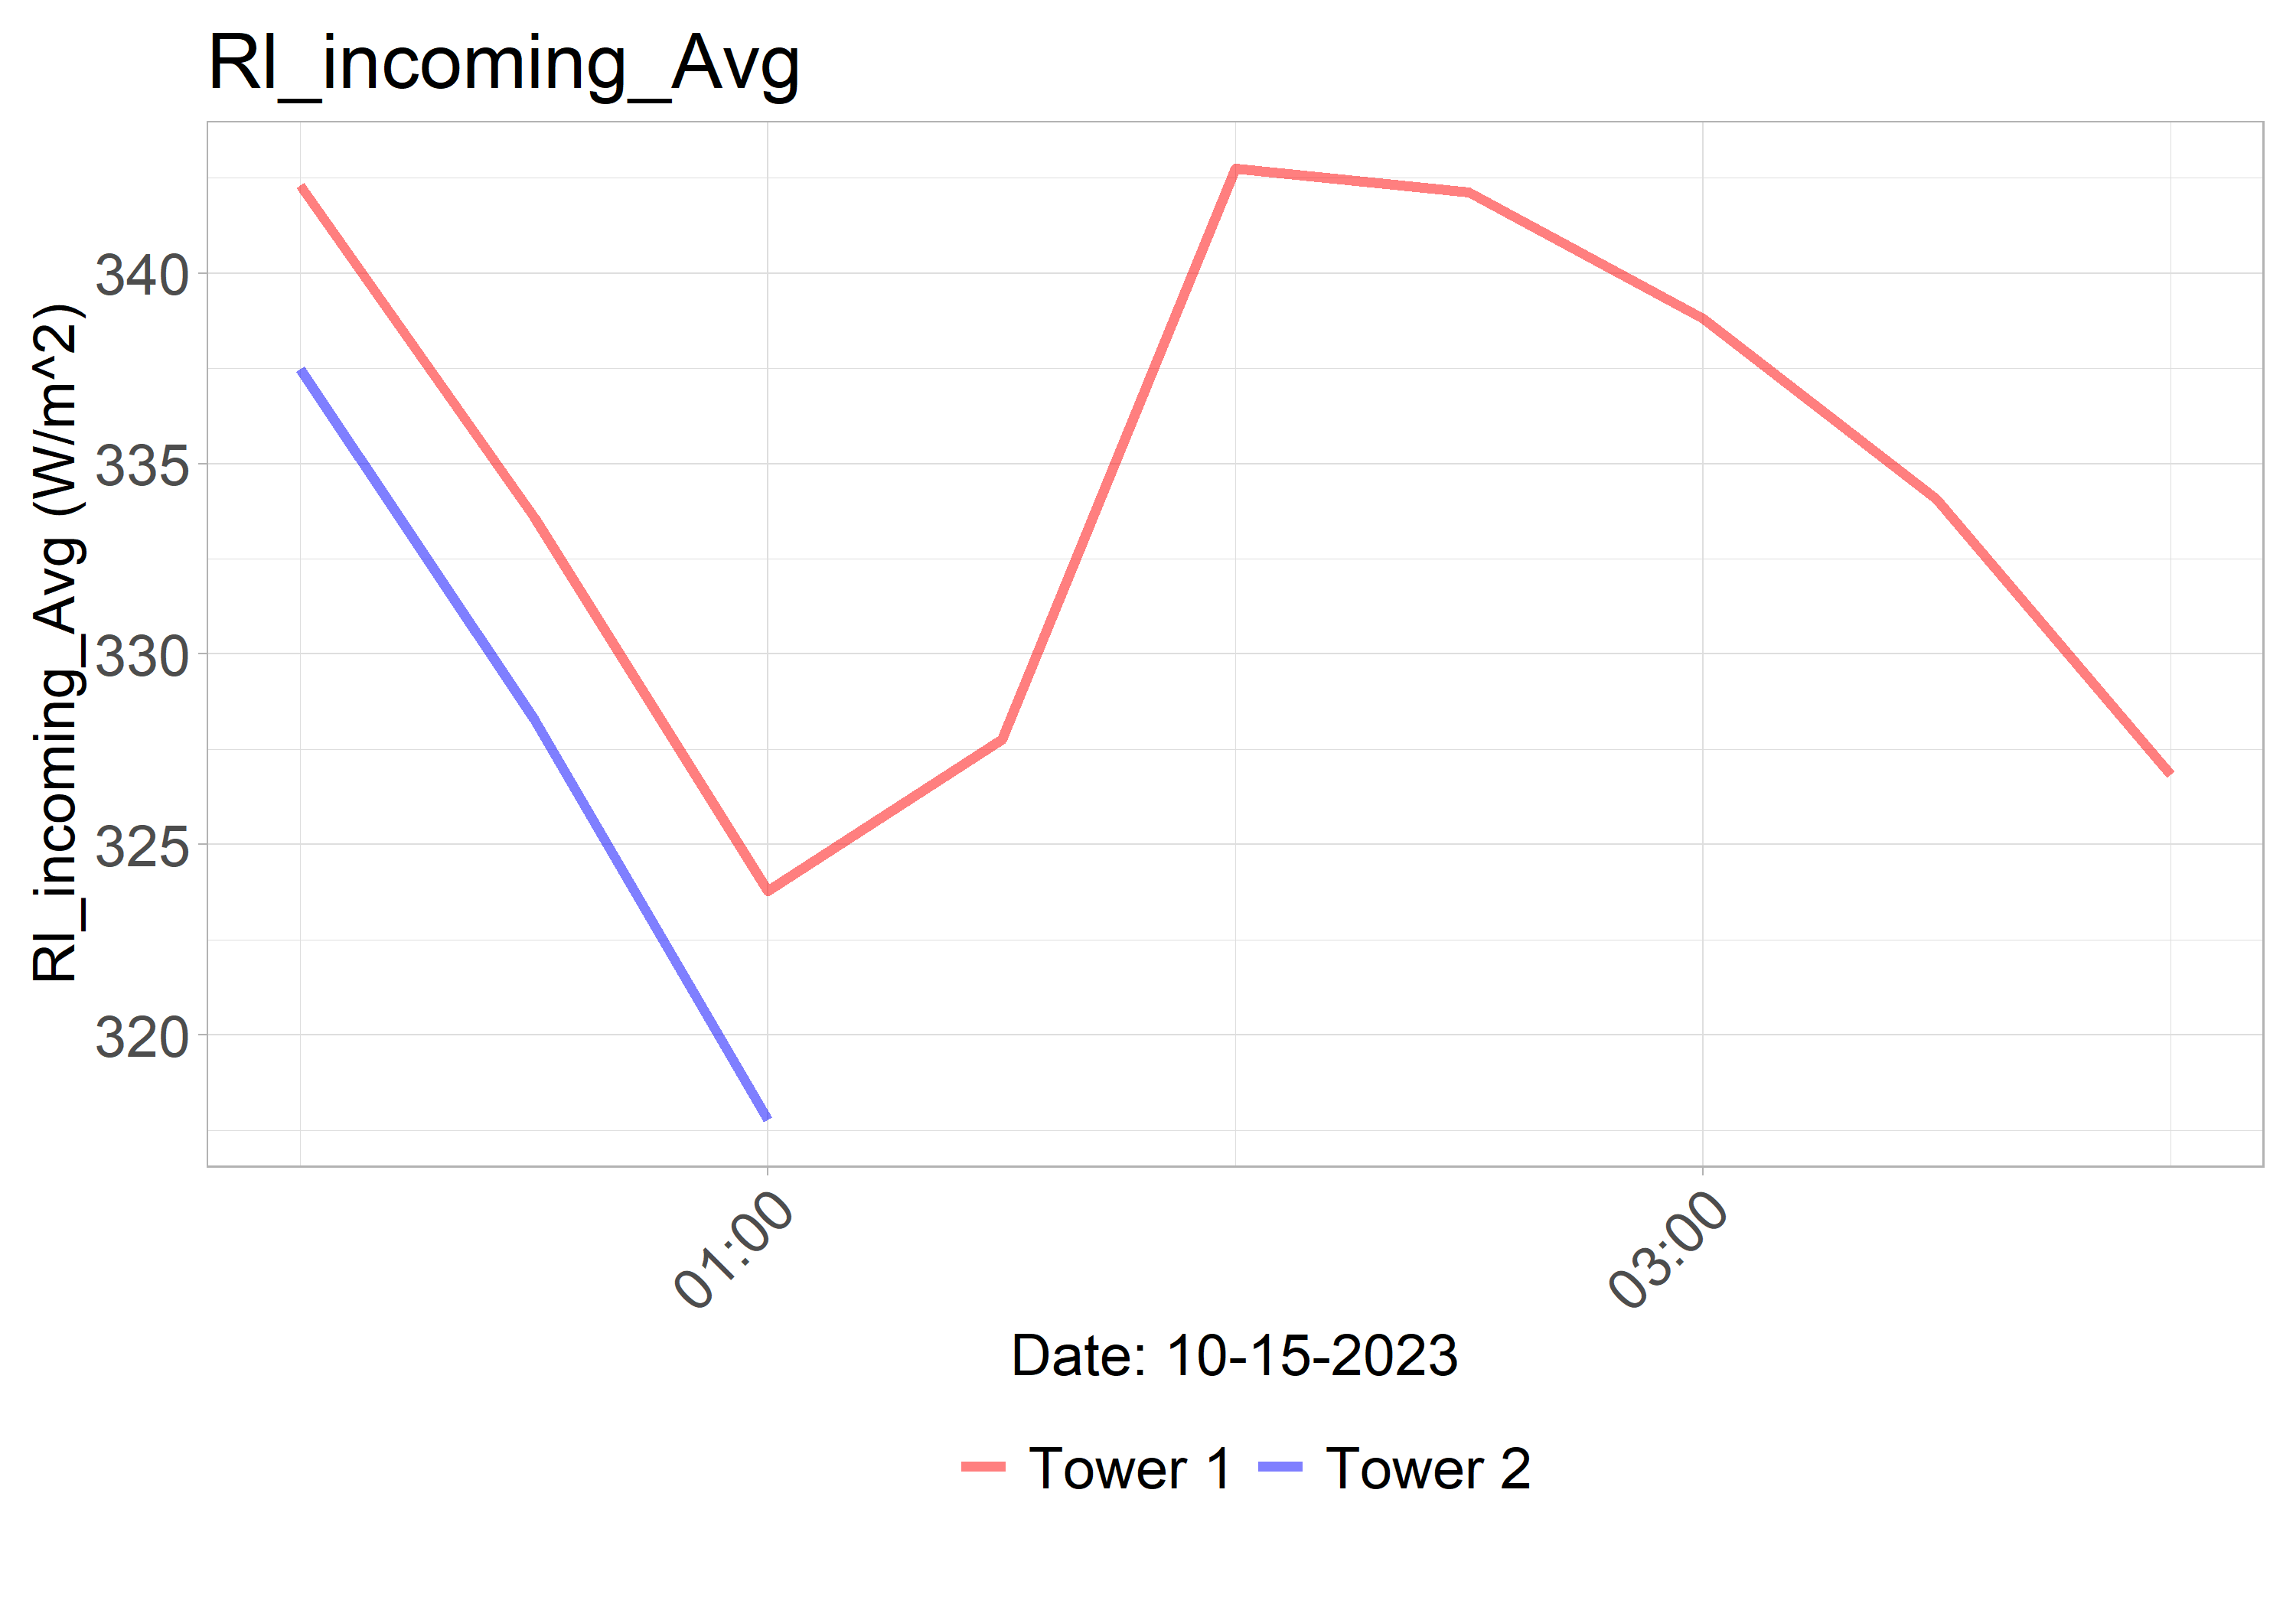 Rl_incoming_Avg
Rl_incoming_Avg (W/m^2)
340
335
330
325
320
01:00
03:00
Date: 10-15-2023
Tower 1
Tower 2